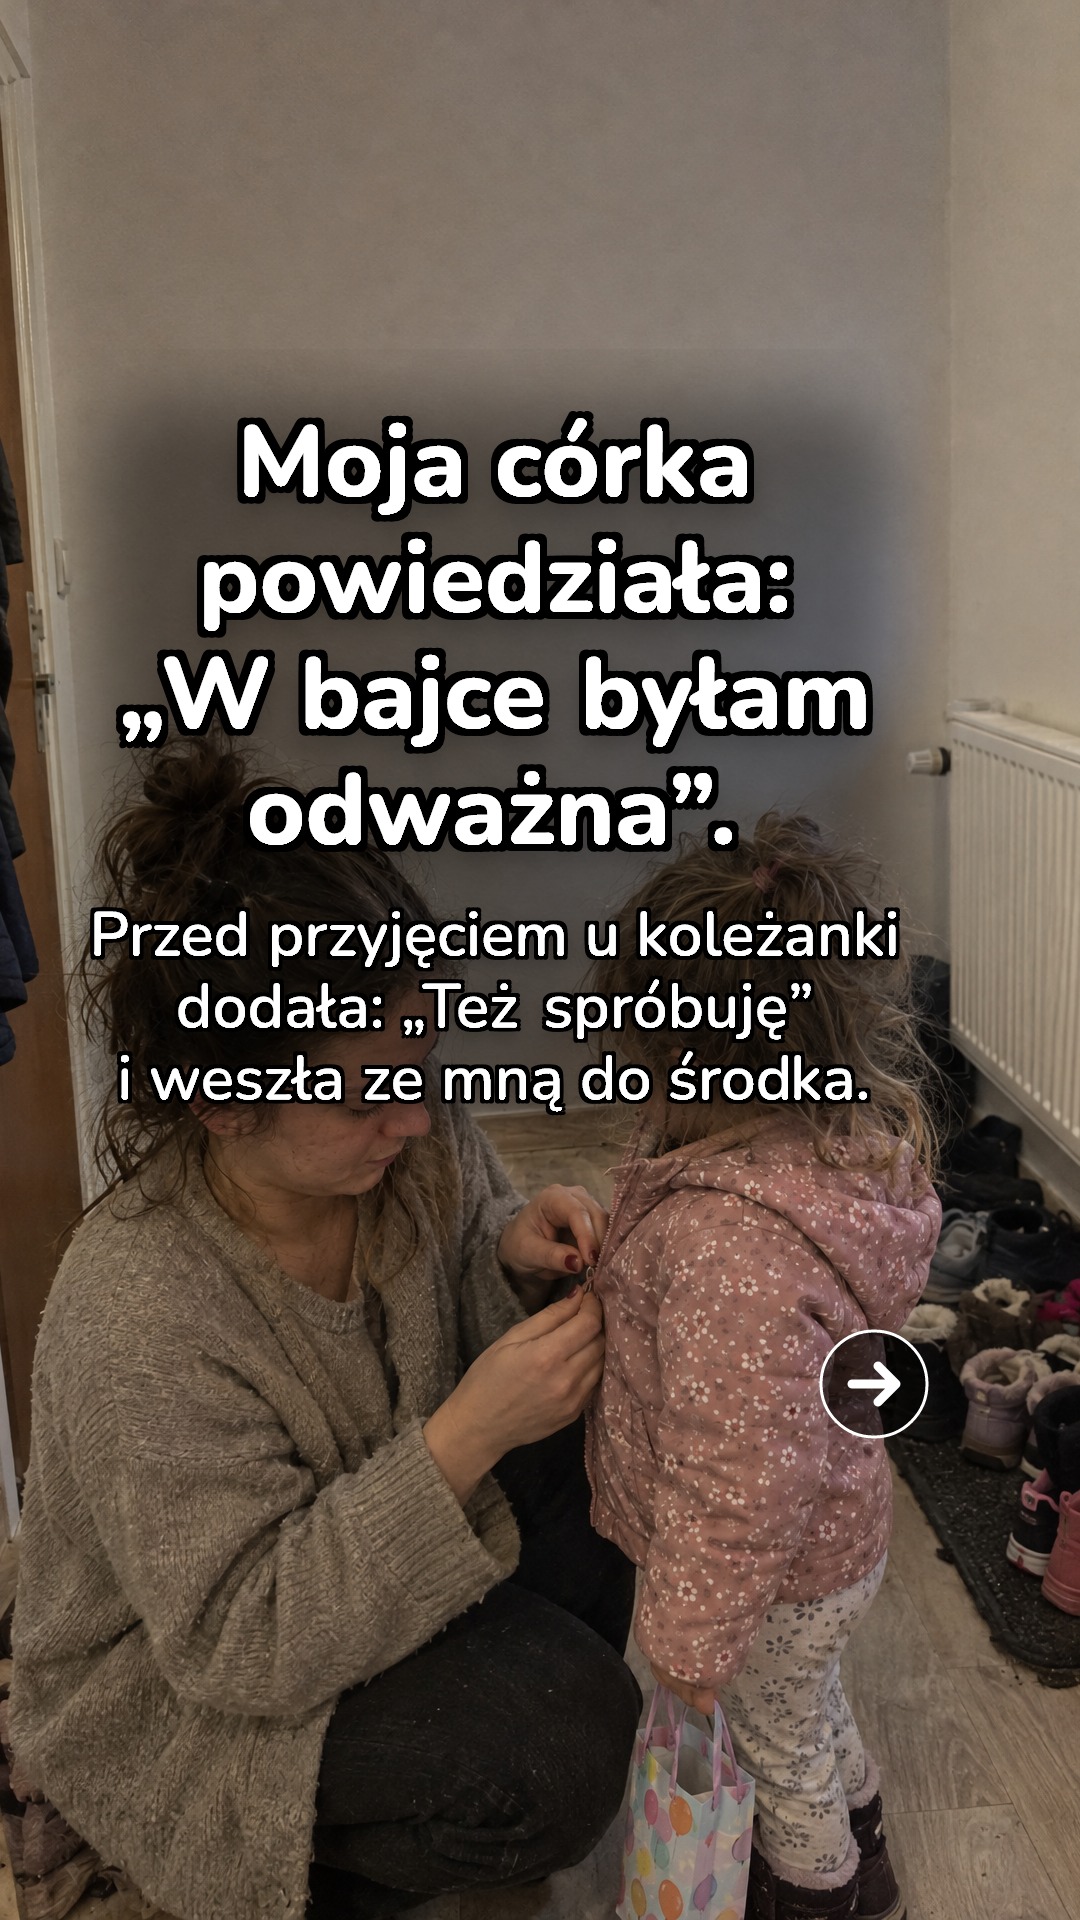 Moja córka
powiedziała:
„W bajce byłam
odważna”.
Przed przyjęciem u koleżanki
dodała: „Też spróbuję”
i weszła ze mną do środka.